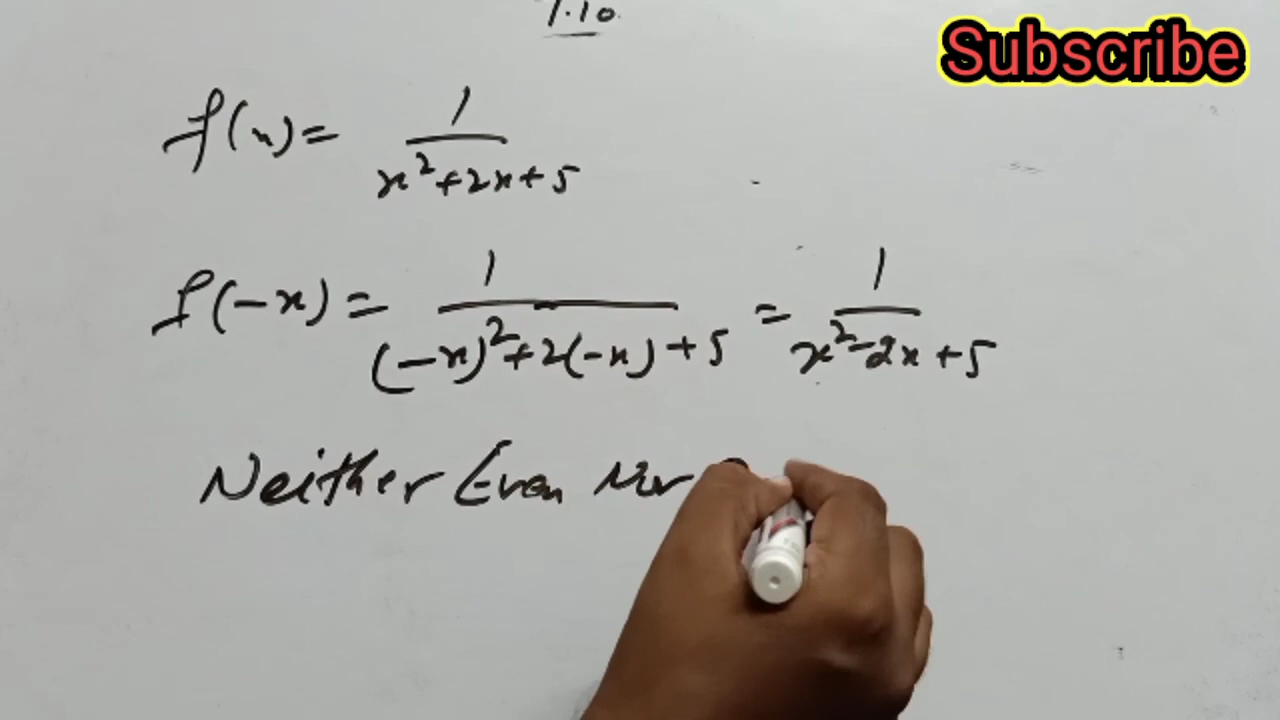 1.10
Subscribe
f(x) = 1/(x²+2x+5)
f(-x) = 1/((-x)²+2(-x)+5) = 1/(x²-2x+5)
Neither Even Nor